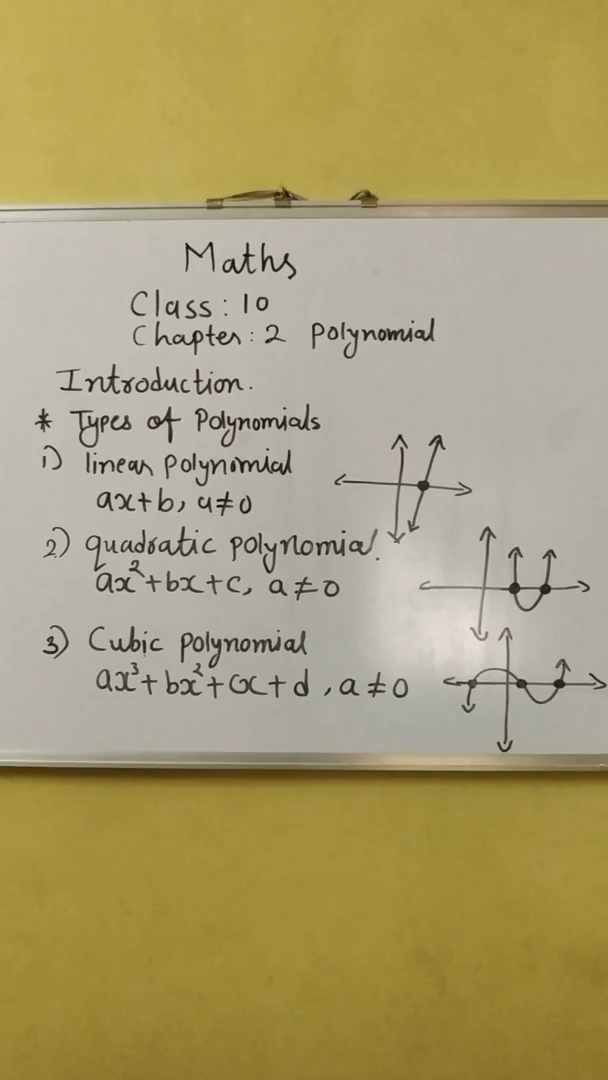 Maths
Class: 10
Chapter: 2 Polynomial
Introduction.
* Types of Polynomials
1) linear polynomial
ax+b, a≠0
2) quadratic polynomial.
ax²+bx+c, a≠0
3) Cubic polynomial
ax³+bx²+cx+d, a≠0